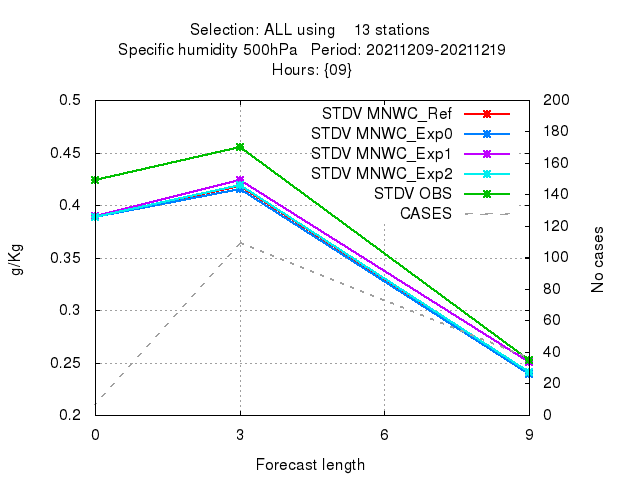 Selection: ALL using 13 stations
Specific humidity 500hPa Period: 20211209-20211219
Hours: {09}
STDV MNWC_Ref
STDV MNWC_Exp0
STDV MNWC_Exp1
STDV MNWC_Exp2
STDV OBS
CASES
0.5
0.45
0.4
0.35
0.3
0.25
0.2
g/Kg
200
180
160
140
120
100
80
60
40
20
0
No cases
0 3 6 9
Forecast length